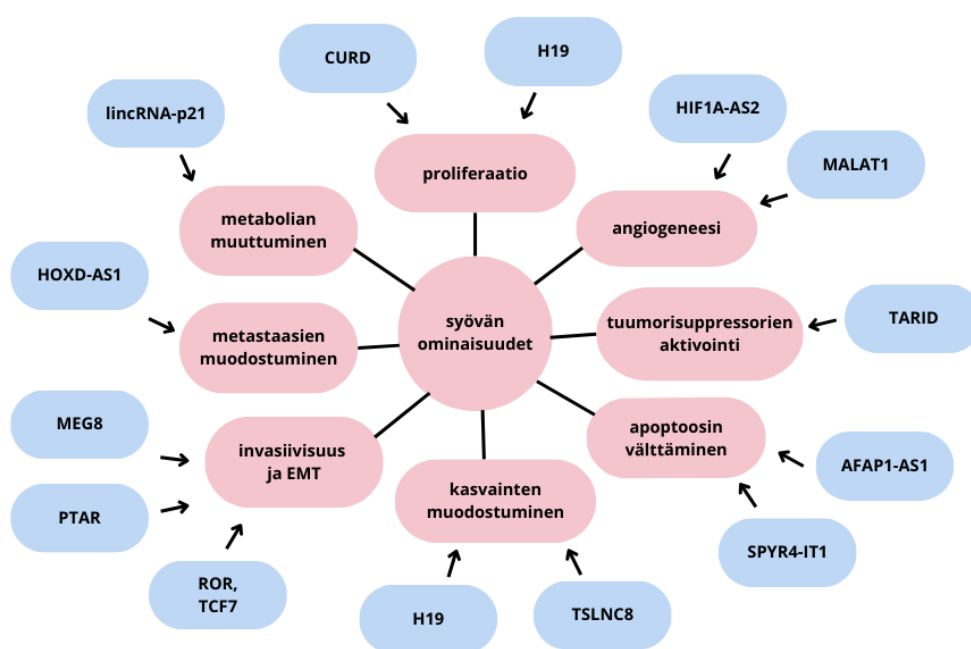 CURD
H19
lincRNA-p21
HIF1A-AS2
MALAT1
proliferaatio
metabolian
muuttuminen
angiogeneesi
HOXD-AS1
metastaasien
muodostuminen
syövän
ominaisuudet
tuumorisuppressorien
aktivointi
TARID
MEG8
invasiivisuus
ja EMT
apoptoosin
välttäminen
AFAP1-AS1
kasvainten
muodostuminen
PTAR
SPYR4-IT1
ROR,
TCF7
H19
TSLNC8